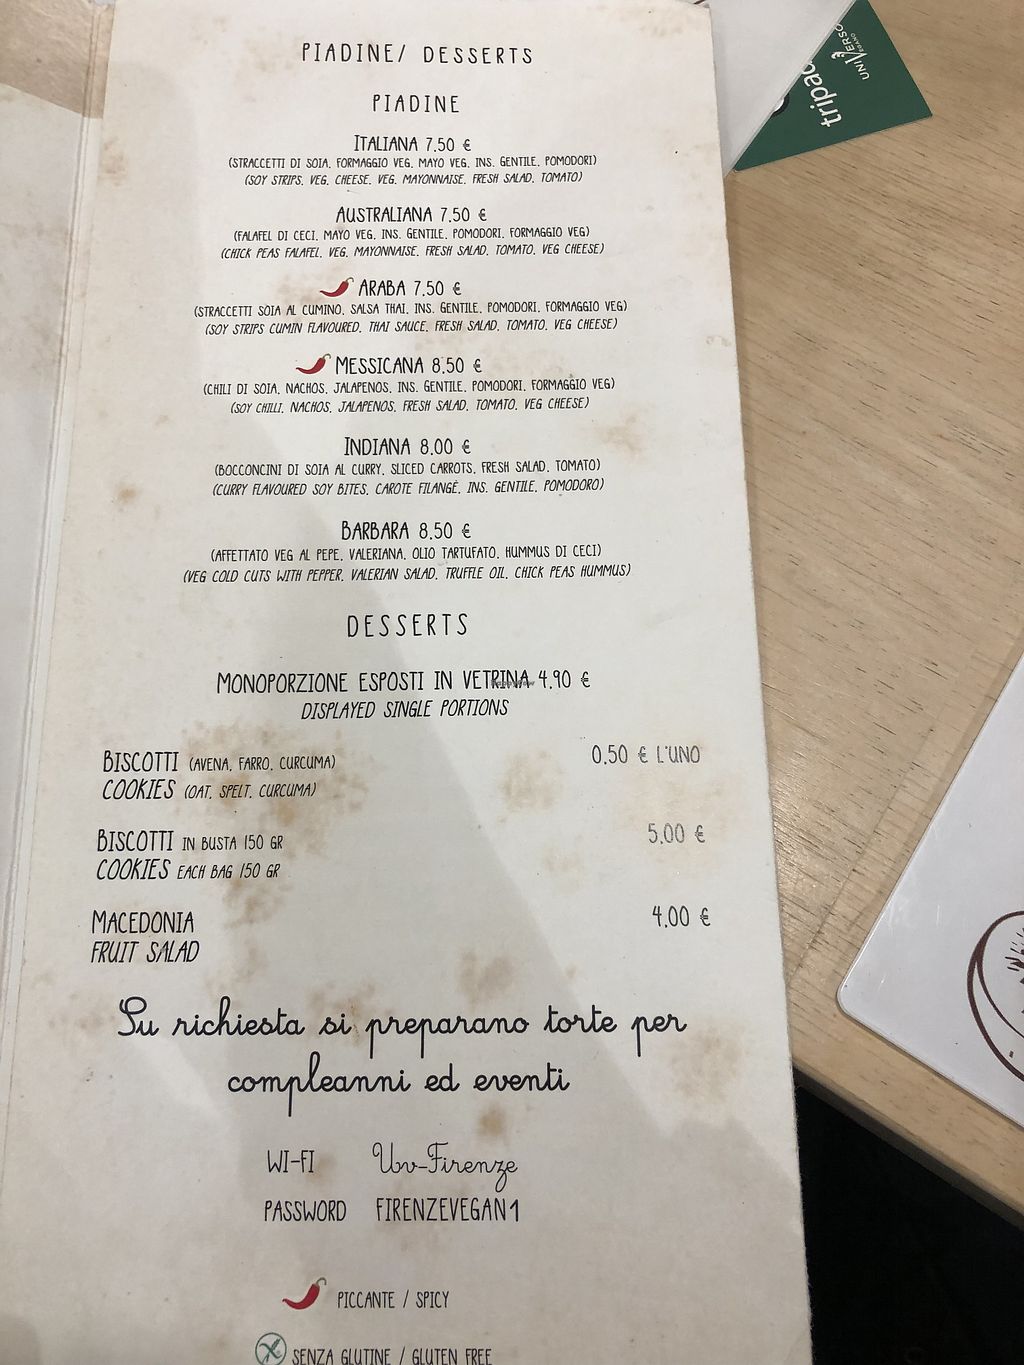 PIADINE/ DESSERTS
PIADINE
ITALIANA 7,50 €
(STRACCETTI DI SOIA, FORMAGGIO VEG, MAYO VEG, INS. GENTILE, POMODORI)
(SOY STRIPS, VEG. CHEESE, VEG. MAYONNAISE, FRESH SALAD, TOMATO)
AUSTRALIANA 7,50 €
(FALAFEL DI CECI, MAYO VEG, INS. GENTILE, POMODORI, FORMAGGIO VEG)
(CHICK PEAS FALAFEL, VEG. MAYONNAISE, FRESH SALAD, TOMATO, VEG CHEESE)
ARABA 7,50 €
(STRACCETTI SOIA AL CUMINO, SALSA THAI, INS. GENTILE, POMODORI, FORMAGGIO VEG)
(SOY STRIPS CUMIN FLAVOURED, THAI SAUCE, FRESH SALAD, TOMATO, VEG CHEESE)
MESSICANA 8,50 €
(CHILI DI SOIA, NACHOS, JALAPENOS, INS. GENTILE, POMODORI, FORMAGGIO VEG)
(SOY CHILLI, NACHOS, JALAPENOS, FRESH SALAD, TOMATO, VEG CHEESE)
INDIANA 8,00 €
(BOCCONCINI DI SOIA AL CURRY, SLICED CARROTS, FRESH SALAD, TOMATO)
(CURRY FLAVOURED SOY BITES, CAROTE FILANGÈ, INS. GENTILE, POMODORO)
BARBARA 8,50 €
(AFFETTATO VEG AL PEPE, VALERIANA, OLIO TARTUFATO, HUMMUS DI CECI)
(VEG COLD CUTS WITH PEPPER, VALERIAN SALAD, TRUFFLE OIL, CHICK PEAS HUMMUS)
DESSERTS
MONOPORZIONE ESPOSTI IN VETRINA 4,90 €
DISPLAYED SINGLE PORTIONS
BISCOTTI (AVENA, FARRO, CURCUMA) 0,50 € L'UNO
COOKIES (OAT, SPELT, CURCUMA)
BISCOTTI IN BUSTA 150 GR 5,00 €
COOKIES EACH BAG 150 GR
MACEDONIA 4,00 €
FRUIT SALAD
Su richiesta si preparano torte per
compleanni ed eventi
WI-FI Uv-Firenze
PASSWORD FIRENZEVEGAN1
PICCANTE / SPICY
SENZA GLUTINE / GLUTEN FREE
UNIVERSO
VEGANO